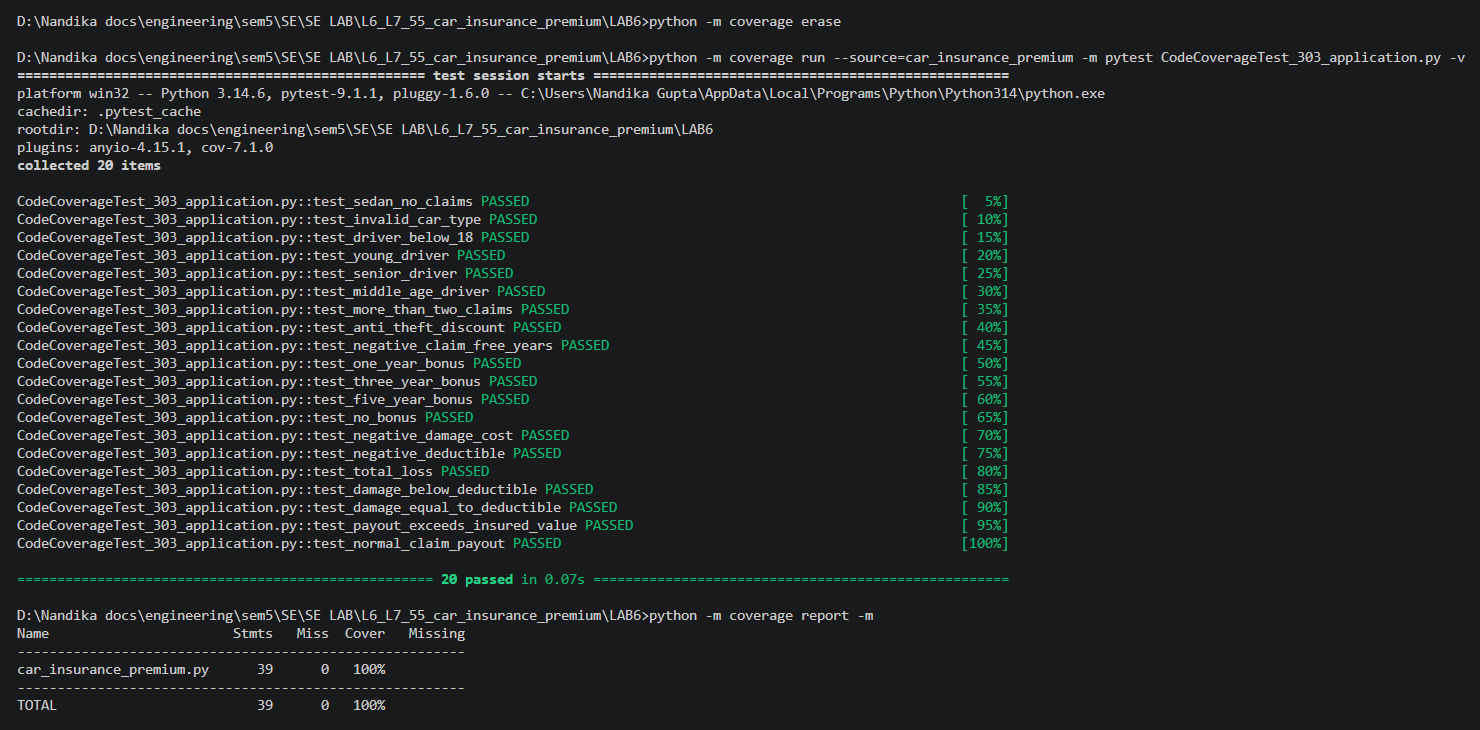 D:\Nandika docs\engineering\sem5\SE\SE LAB\L6_L7_55_car_insurance_premium\LAB6>python -m coverage erase
D:\Nandika docs\engineering\sem5\SE\SE LAB\L6_L7_55_car_insurance_premium\LAB6>python -m coverage run --source=car_insurance_premium -m pytest CodeCoverageTest_303_application.py -v
=================================================== test session starts ====================================================
platform win32 -- Python 3.14.6, pytest-9.1.1, pluggy-1.6.0 -- C:\Users\Nandika Gupta\AppData\Local\Programs\Python\Python314\python.exe
cachedir: .pytest_cache
rootdir: D:\Nandika docs\engineering\sem5\SE\SE LAB\L6_L7_55_car_insurance_premium\LAB6
plugins: anyio-4.15.1, cov-7.1.0
collected 20 items
CodeCoverageTest_303_application.py::test_sedan_no_claims PASSED [  5%]
CodeCoverageTest_303_application.py::test_invalid_car_type PASSED [ 10%]
CodeCoverageTest_303_application.py::test_driver_below_18 PASSED [ 15%]
CodeCoverageTest_303_application.py::test_young_driver PASSED [ 20%]
CodeCoverageTest_303_application.py::test_senior_driver PASSED [ 25%]
CodeCoverageTest_303_application.py::test_middle_age_driver PASSED [ 30%]
CodeCoverageTest_303_application.py::test_more_than_two_claims PASSED [ 35%]
CodeCoverageTest_303_application.py::test_anti_theft_discount PASSED [ 40%]
CodeCoverageTest_303_application.py::test_negative_claim_free_years PASSED [ 45%]
CodeCoverageTest_303_application.py::test_one_year_bonus PASSED [ 50%]
CodeCoverageTest_303_application.py::test_three_year_bonus PASSED [ 55%]
CodeCoverageTest_303_application.py::test_five_year_bonus PASSED [ 60%]
CodeCoverageTest_303_application.py::test_no_bonus PASSED [ 65%]
CodeCoverageTest_303_application.py::test_negative_damage_cost PASSED [ 70%]
CodeCoverageTest_303_application.py::test_negative_deductible PASSED [ 75%]
CodeCoverageTest_303_application.py::test_total_loss PASSED [ 80%]
CodeCoverageTest_303_application.py::test_damage_below_deductible PASSED [ 85%]
CodeCoverageTest_303_application.py::test_damage_equal_to_deductible PASSED [ 90%]
CodeCoverageTest_303_application.py::test_payout_exceeds_insured_value PASSED [ 95%]
CodeCoverageTest_303_application.py::test_normal_claim_payout PASSED [100%]
==================================================== 20 passed in 0.07s ====================================================
D:\Nandika docs\engineering\sem5\SE\SE LAB\L6_L7_55_car_insurance_premium\LAB6>python -m coverage report -m
Name                       Stmts   Miss  Cover   Missing
--------------------------------------------------------
car_insurance_premium.py      39      0   100%
--------------------------------------------------------
TOTAL                         39      0   100%